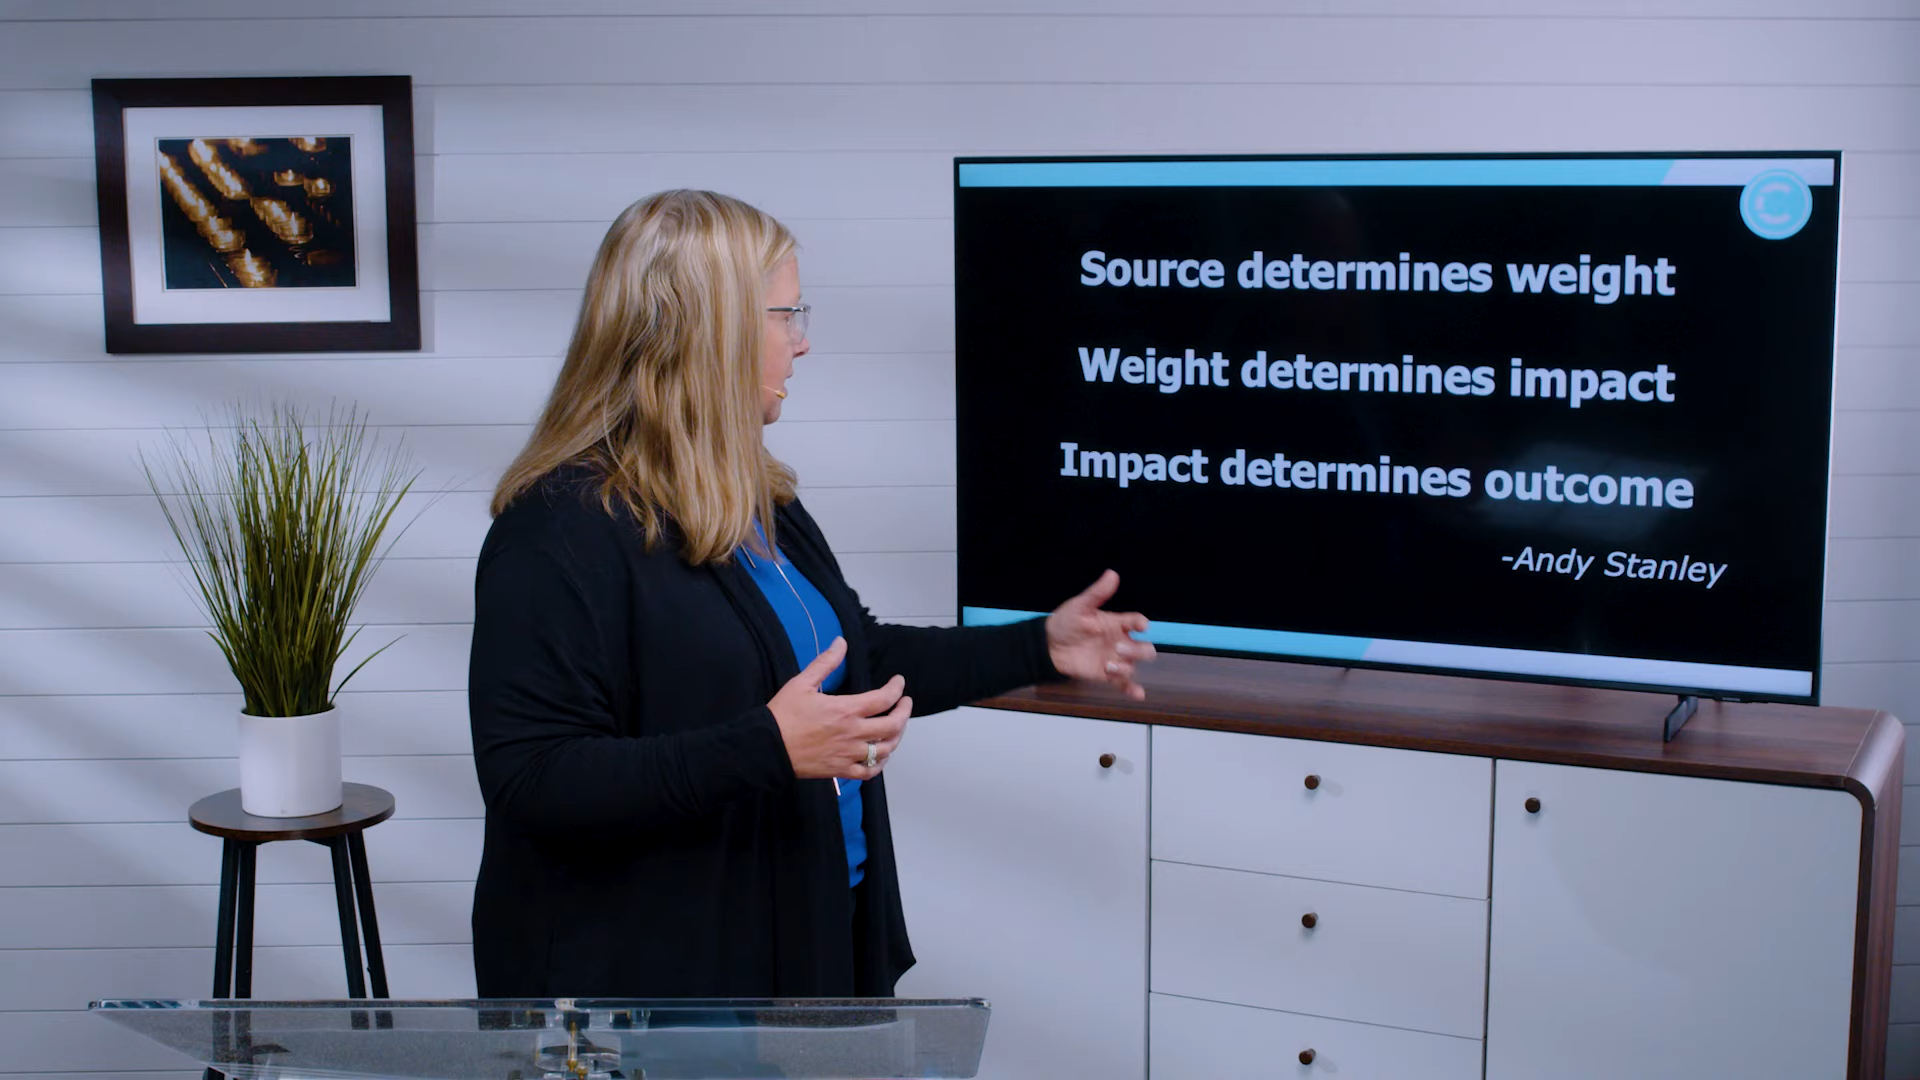 Source determines weight
Weight determines impact
Impact determines outcome
-Andy Stanley